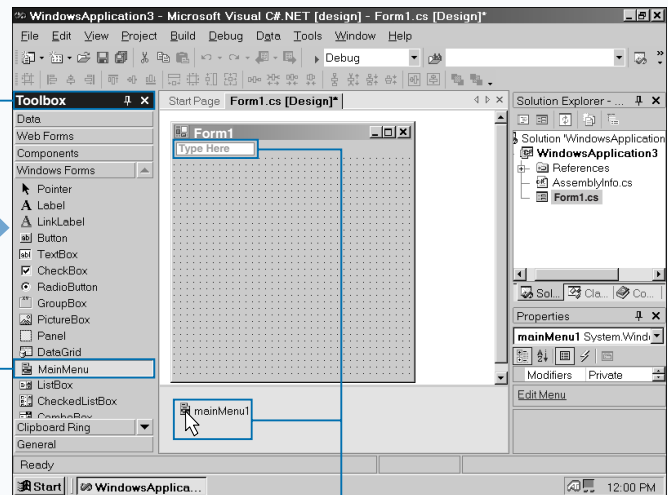 WindowsApplication3 - Microsoft Visual C#.NET [design] - Form1.cs [Design]*
File Edit View Project Build Debug Data Tools Window Help
Debug
Toolbox
Data
Web Forms
Components
Windows Forms
Pointer
A Label
A LinkLabel
ab Button
abl TextBox
CheckBox
RadioButton
GroupBox
PictureBox
Panel
DataGrid
MainMenu
ListBox
CheckedListBox
ComboBox
Clipboard Ring
General
Start Page Form1.cs [Design]*
Form1
Type Here
mainMenu1
Solution Explorer - ...
Solution 'WindowsApplication
WindowsApplication3
References
AssemblyInfo.cs
Form1.cs
Sol... Cla... Co...
Properties
mainMenu1 System.Wind
Modifiers Private
Edit Menu
Ready
Start WindowsApplica... 12:00 PM